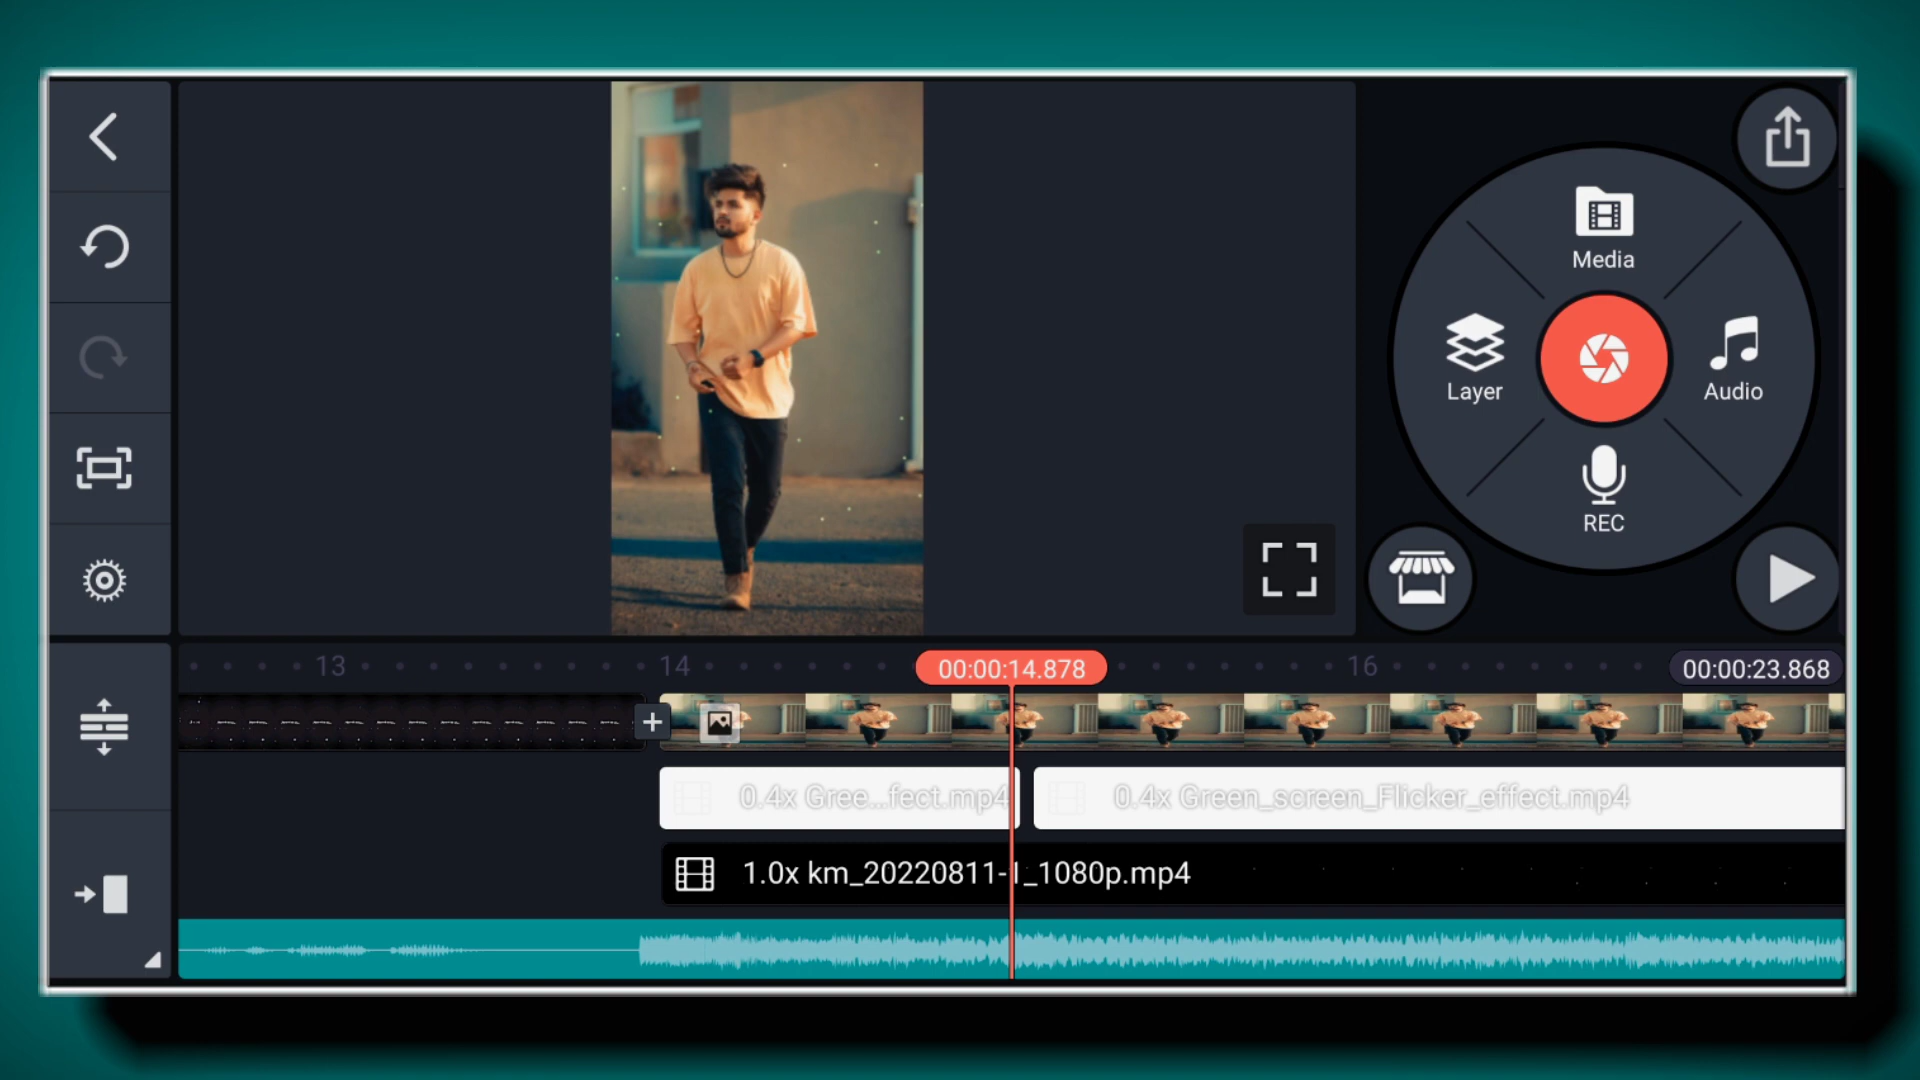 Media
Layer
Audio
REC
13
14
00:00:14.878
16
00:00:23.868
0.4x Gree...fect.mp4
0.4x Green_screen_Flicker_effect.mp4
1.0x km_20220811-1_1080p.mp4